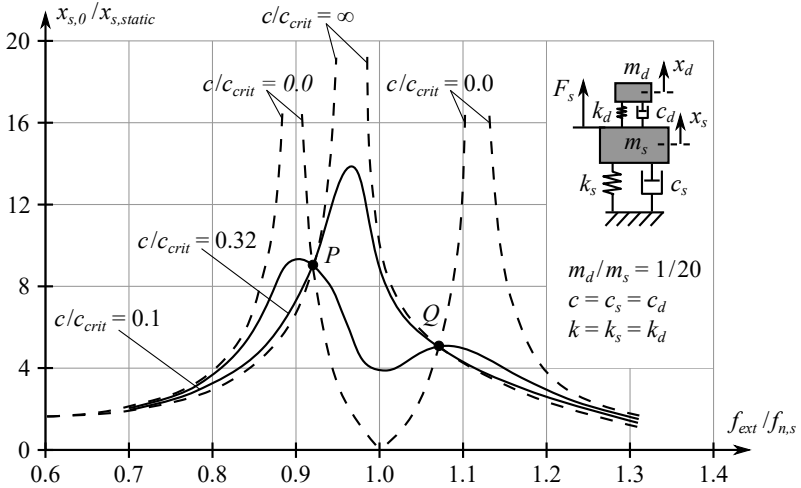 x_{s,0}/x_{s,static}
c/c_{crit} = ∞
20
c/c_{crit} = 0.0
c/c_{crit} = 0.0
16
12
8
4
0
c/c_{crit} = 0.32
c/c_{crit} = 0.1
P
Q
m_d
x_d
F_s
k_d
c_d
x_s
m_s
k_s
c_s
m_d/m_s = 1/20
c = c_s = c_d
k = k_s = k_d
f_{ext}/f_{n,s}
0.6 0.7 0.8 0.9 1.0 1.1 1.2 1.3 1.4